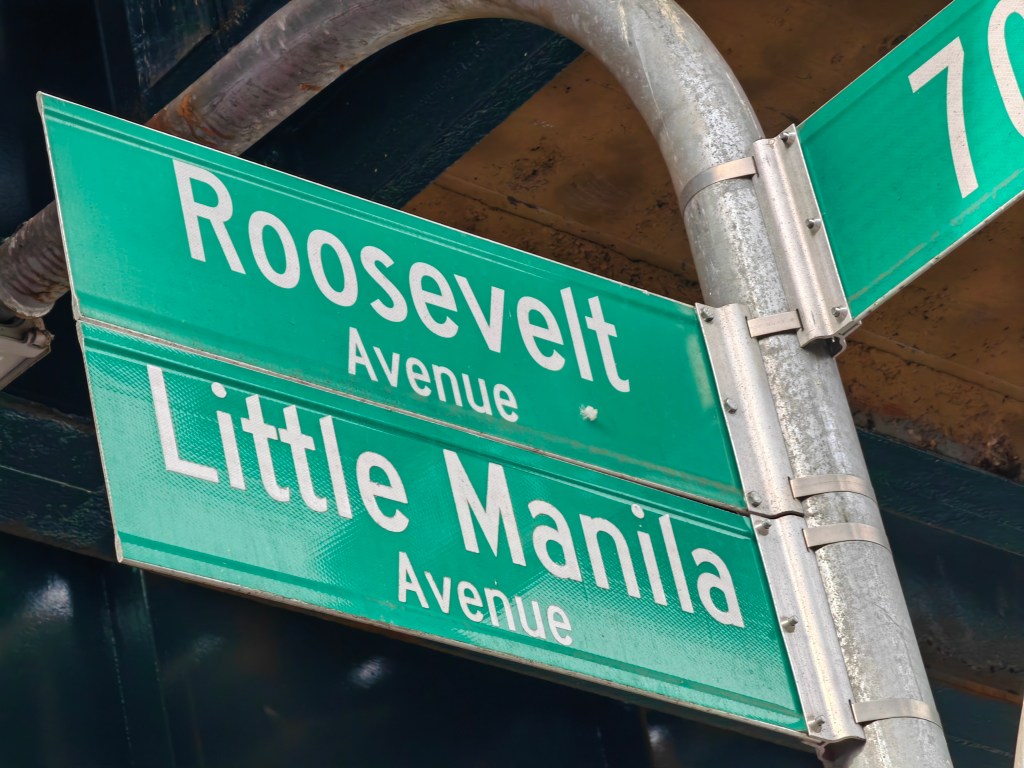 Roosevelt
Avenue
Little Manila
Avenue
70